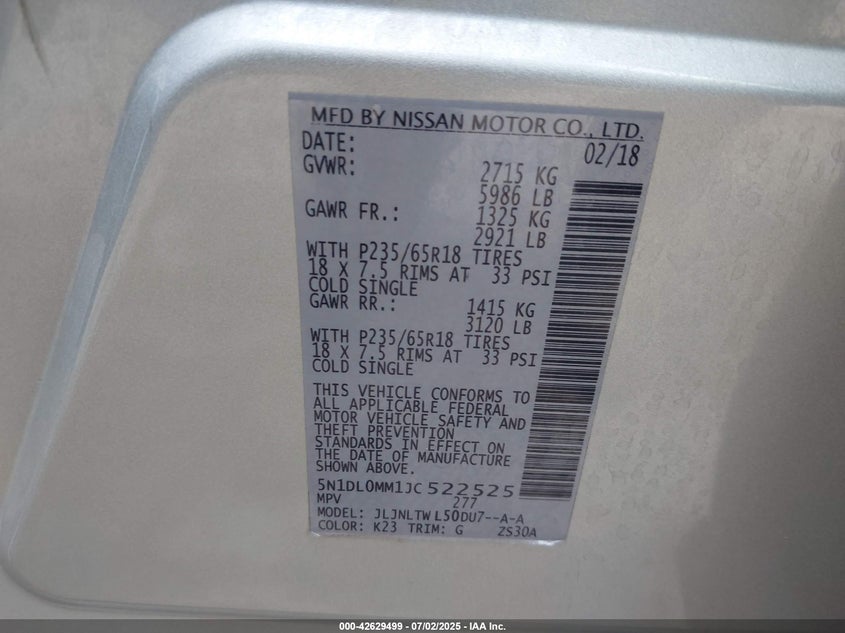 MFD BY NISSAN MOTOR CO., LTD.
DATE: 02/18
GVWR: 2715 KG
5986 LB
GAWR FR.: 1325 KG
2921 LB
WITH P235/65R18 TIRES
18 X 7.5 RIMS AT 33 PSI
COLD SINGLE
GAWR RR.: 1415 KG
3120 LB
WITH P235/65R18 TIRES
18 X 7.5 RIMS AT 33 PSI
COLD SINGLE
THIS VEHICLE CONFORMS TO
ALL APPLICABLE FEDERAL
MOTOR VEHICLE SAFETY AND
THEFT PREVENTION
STANDARDS IN EFFECT ON
THE DATE OF MANUFACTURE
SHOWN ABOVE.
5N1DL0MM1JC522525
MPV 277
MODEL: JLJNLTWL50DU7--A-A
COLOR: K23 TRIM: G ZS30A
000-42629499 - 07/02/2025 - IAA Inc.